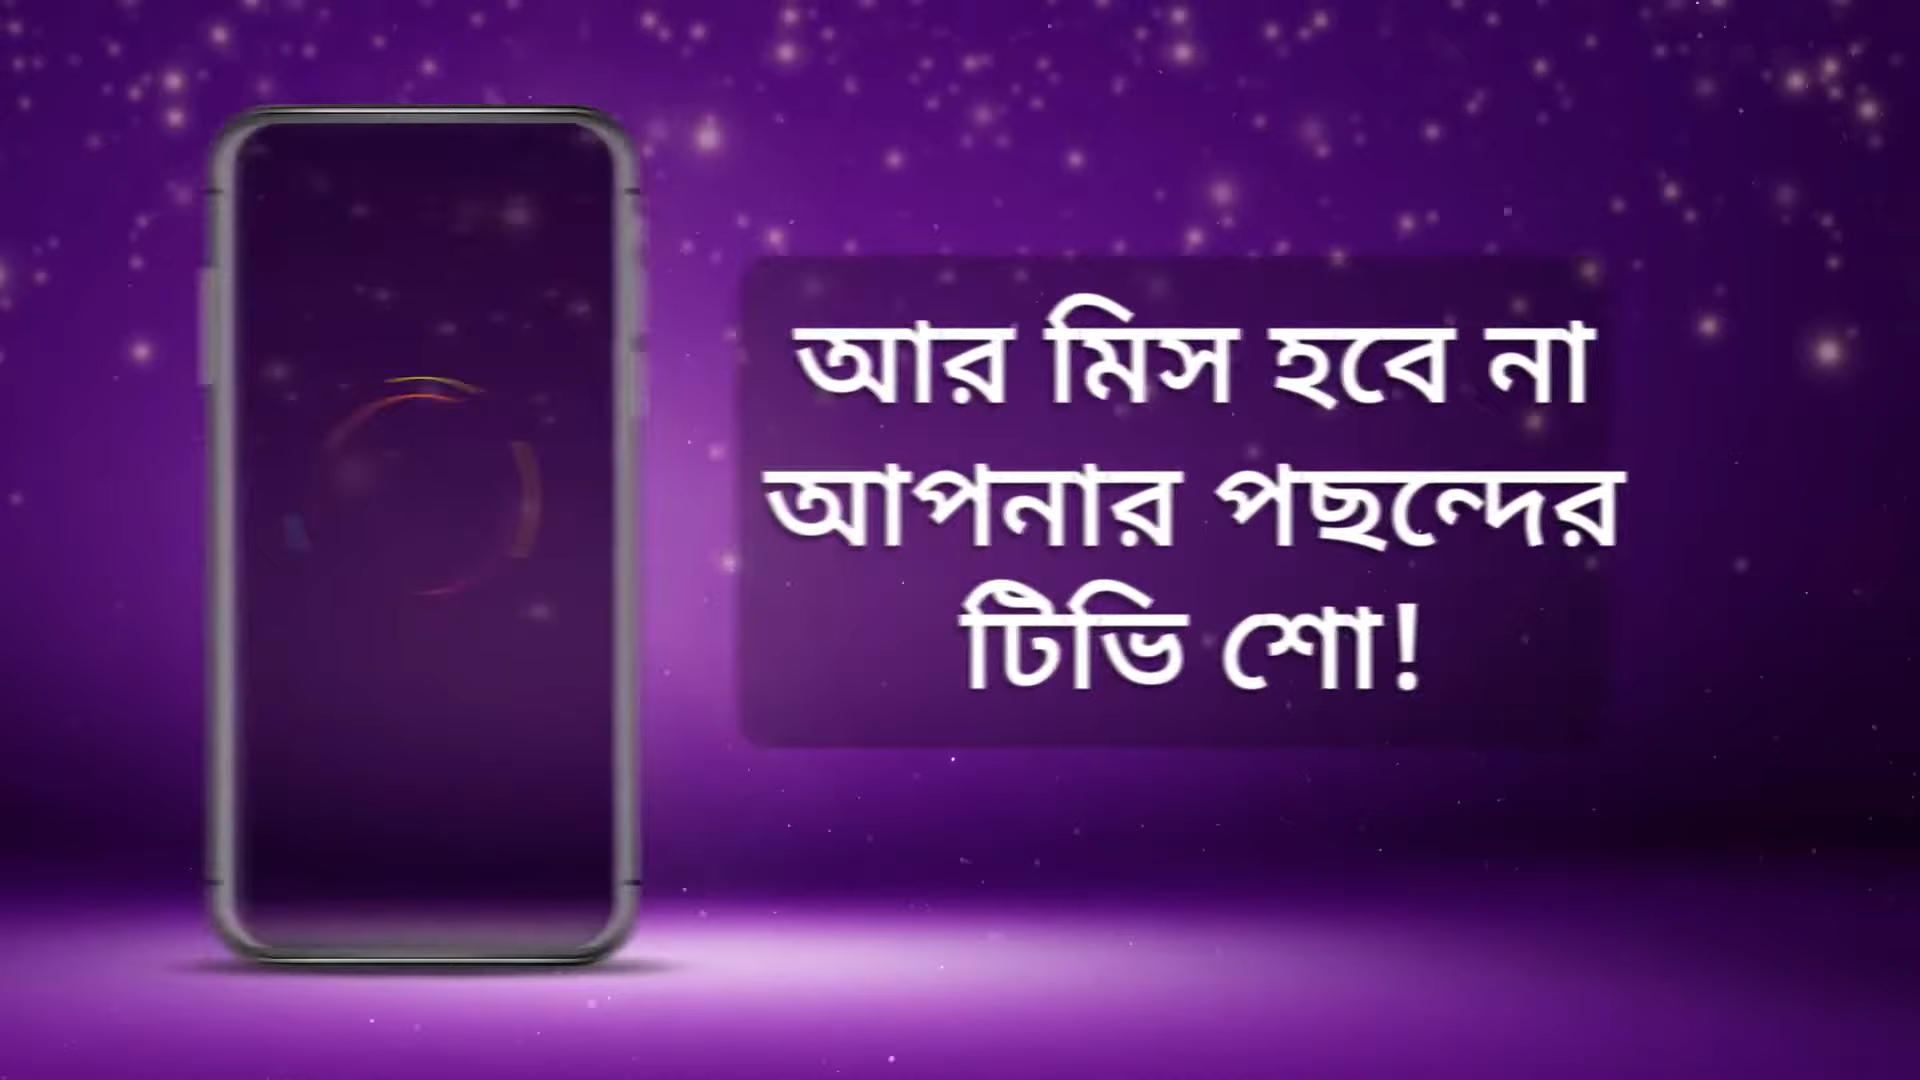 আর মিস হবে না
আপনার পছন্দের
টিভি শো!